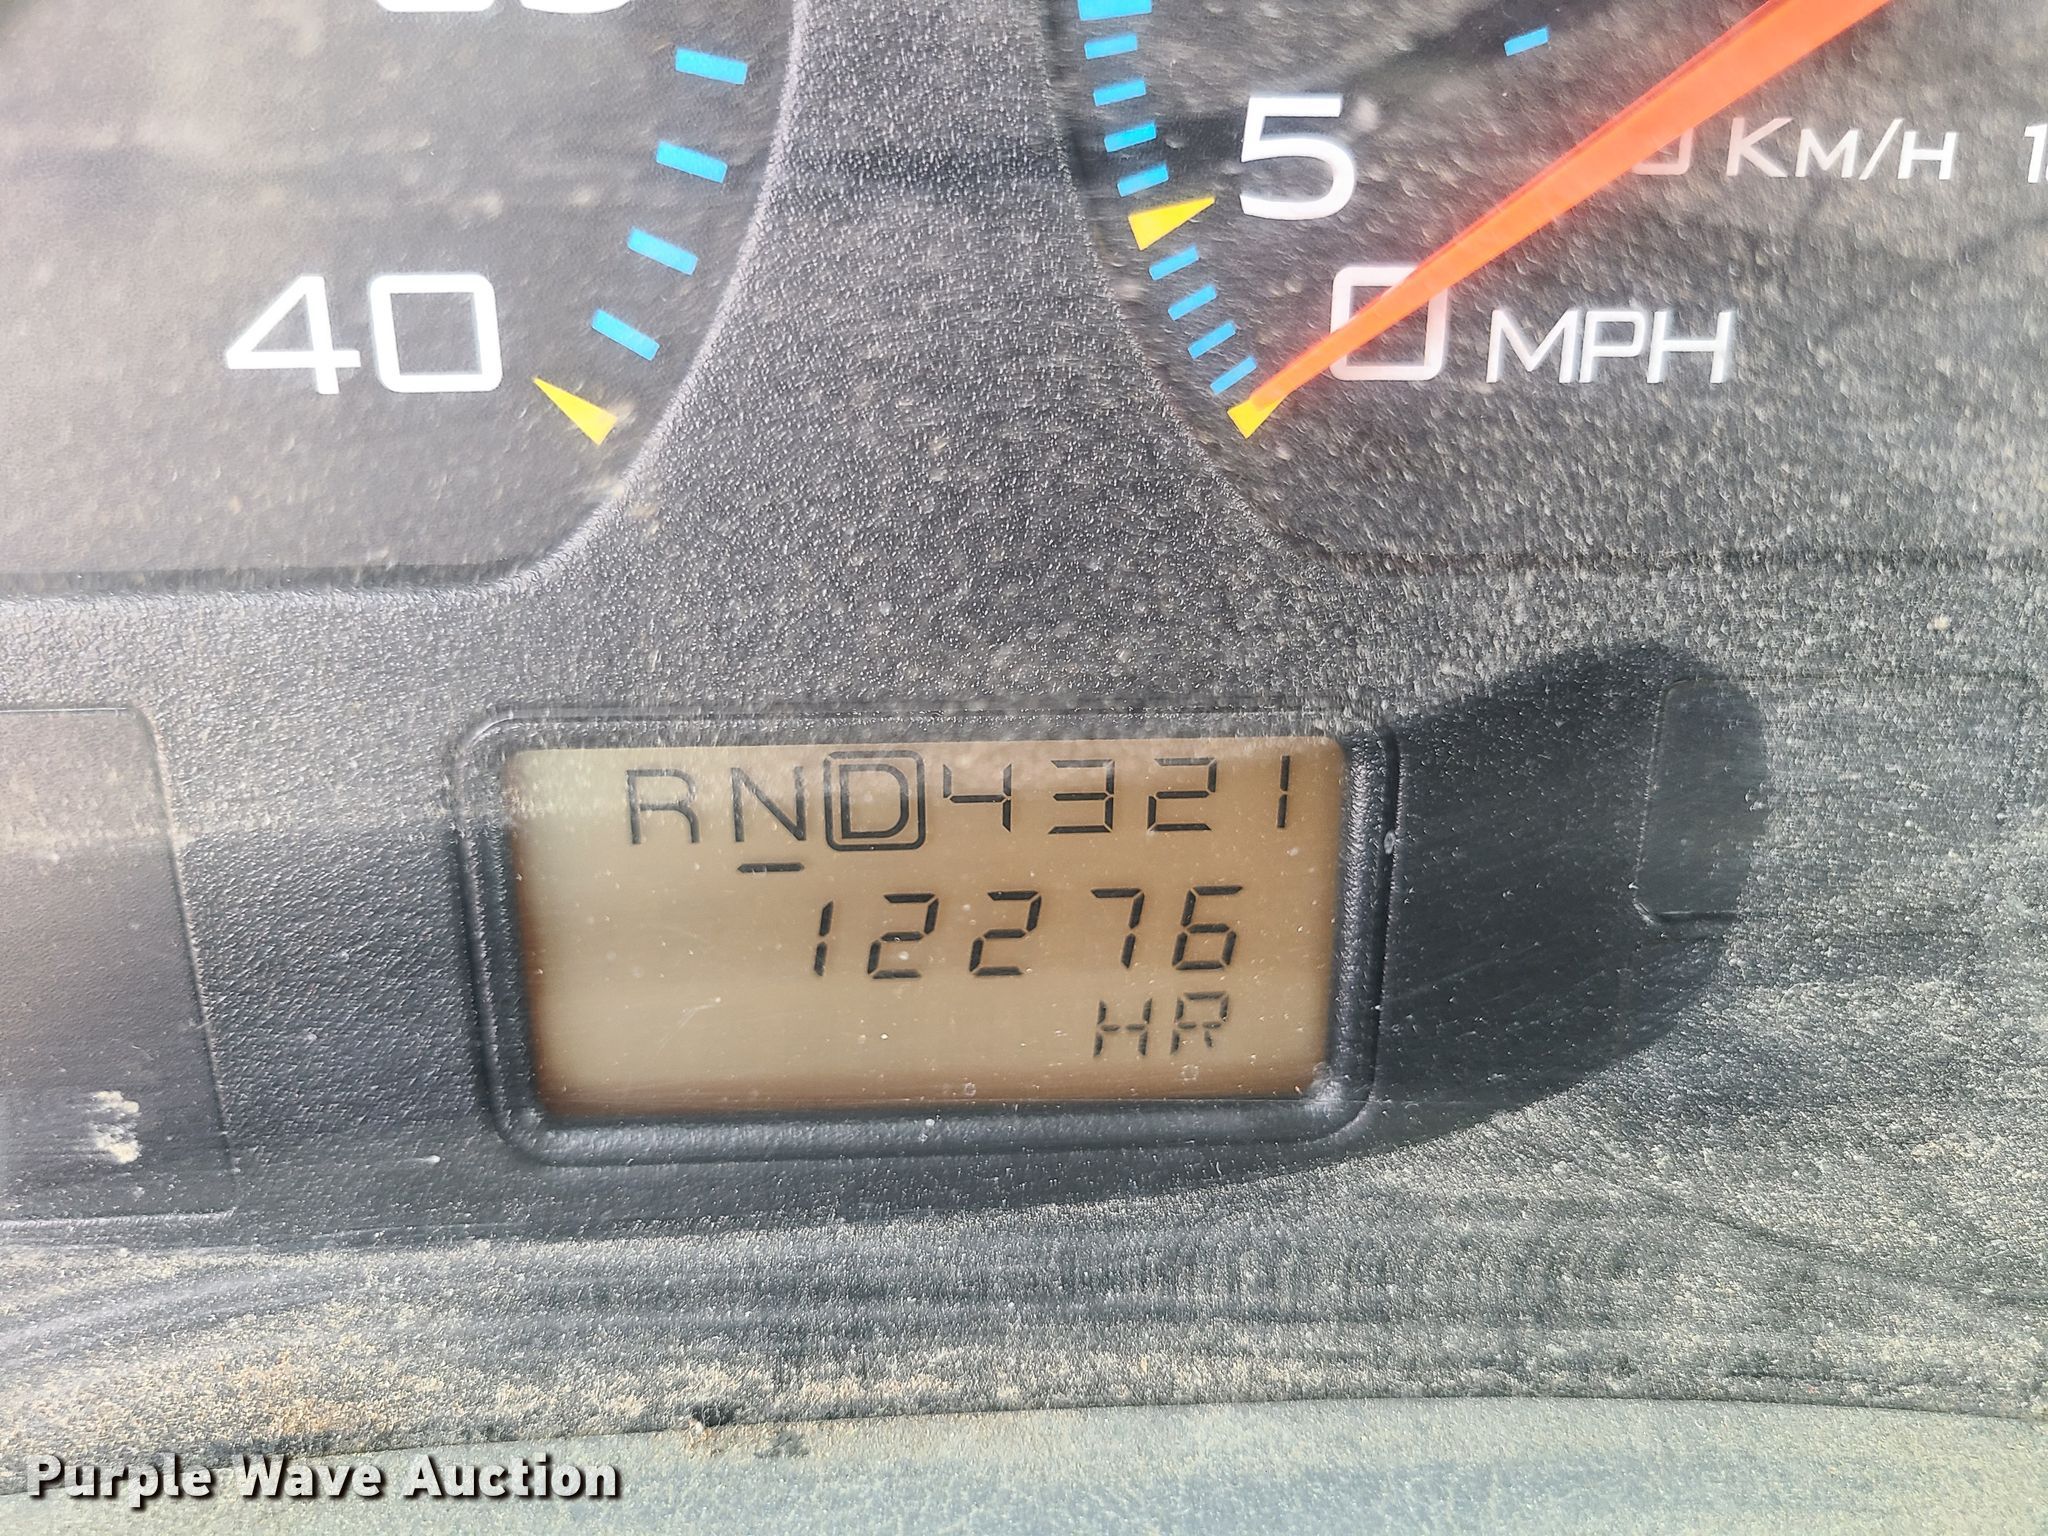 40
5
KM/H
0 MPH
RND4321
12276
HR
Purple Wave Auction